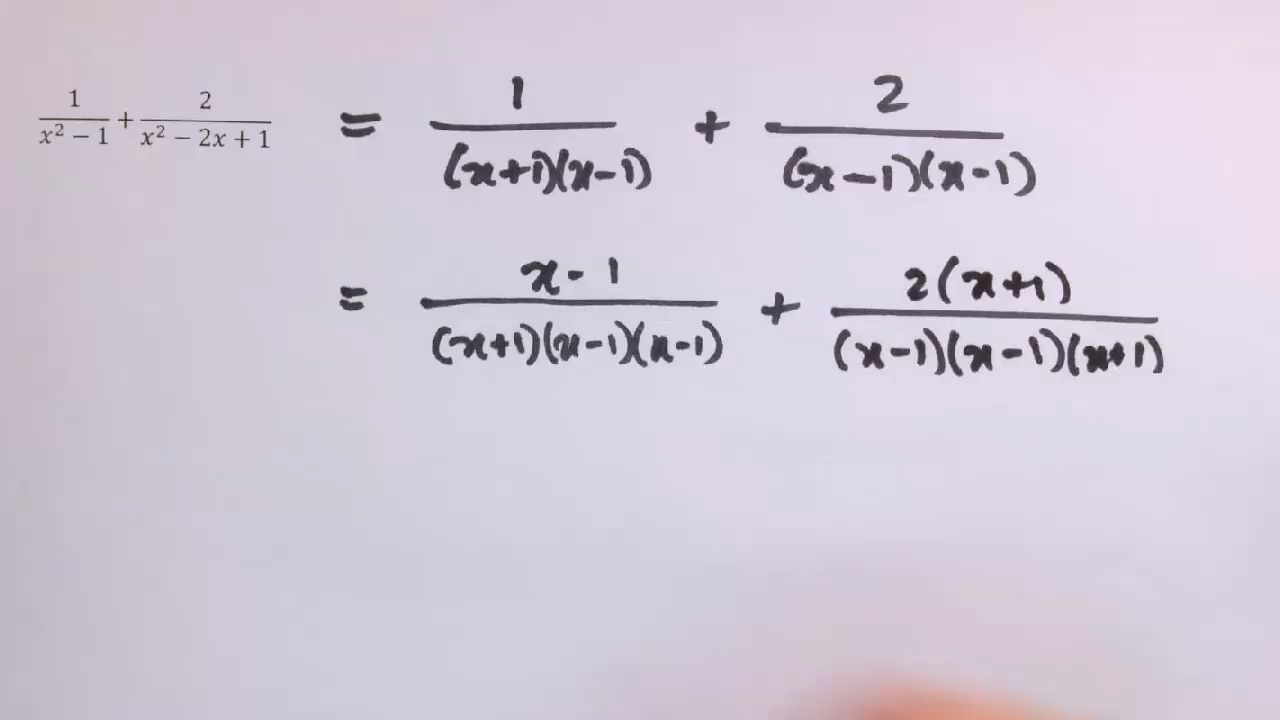 1/(x² − 1) + 2/(x² − 2x + 1) = 1/((x+1)(x-1)) + 2/((x-1)(x-1))
= (x-1)/((x+1)(x-1)(x-1)) + 2(x+1)/((x-1)(x-1)(x+1))